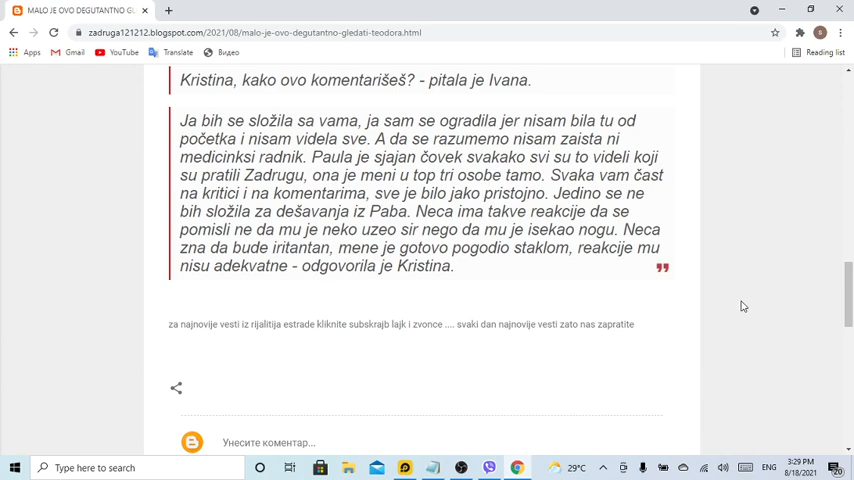 MALO JE OVO DEGUTANTNO GL
zadruga121212.blogspot.com/2021/08/malo-je-ovo-degutantno-gledati-teodora.html
S
Apps
Gmail
YouTube
Translate
Видео
Reading list
Kristina, kako ovo komentarišeš? - pitala je Ivana.
Ja bih se složila sa vama, ja sam se ogradila jer nisam bila tu od
početka i nisam videla sve. A da se razumemo nisam zaista ni
medicinksi radnik. Paula je sjajan čovek svakako svi su to videli koji
su pratili Zadrugu, ona je meni u top tri osobe tamo. Svaka vam čast
na kritici i na komentarima, sve je bilo jako pristojno. Jedino se ne
bih složila za dešavanja iz Paba. Neca ima takve reakcije da se
pomisli ne da mu je neko uzeo sir nego da mu je isekao nogu. Neca
zna da bude iritantan, mene je gotovo pogodio staklom, reakcije mu
nisu adekvatne - odgovorila je Kristina.
za najnovije vesti iz rijalitija estrade kliknite subskrajb lajk i zvonce .... svaki dan najnovije vesti zato nas zapratite
Унесите коментар...
Type here to search
29°C
ENG
3:29 PM
8/18/2021
20